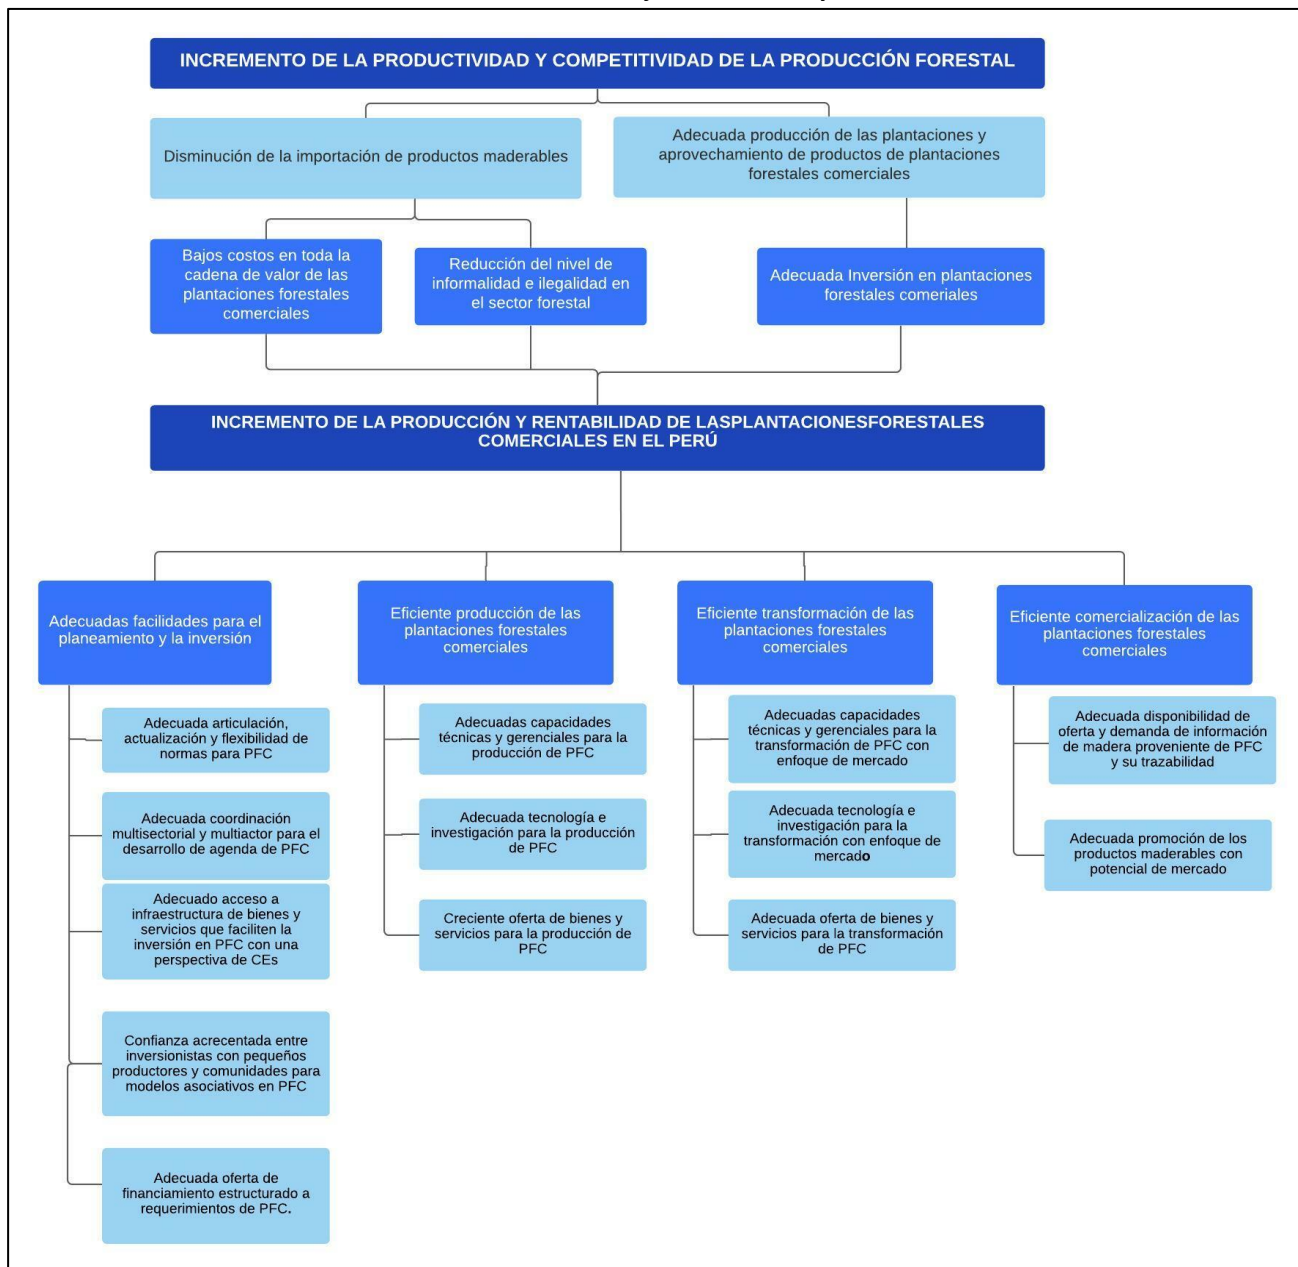 INCREMENTO DE LA PRODUCTIVIDAD Y COMPETITIVIDAD DE LA PRODUCCIÓN FORESTAL
Disminución de la importación de productos maderables
Adecuada producción de las plantaciones y
aprovechamiento de productos de plantaciones
forestales comerciales
Bajos costos en toda la
cadena de valor de las
plantaciones forestales
comerciales
Reducción del nivel de
informalidad e ilegalidad en
el sector forestal
Adecuada Inversión en plantaciones
forestales comeriales
INCREMENTO DE LA PRODUCCIÓN Y RENTABILIDAD DE LASPLANTACIONESFORESTALES
COMERCIALES EN EL PERÚ
Adecuadas facilidades para el
planeamiento y la inversión
Adecuada articulación,
actualización y flexibilidad de
normas para PFC
Adecuada coordinación
multisectorial y multiactor para el
desarrollo de agenda de PFC
Adecuado acceso a
infraestructura de bienes y
servicios que faciliten la
inversión en PFC con una
perspectiva de CEs
Confianza acrecentada entre
inversionistas con pequeños
productores y comunidades para
modelos asociativos en PFC
Adecuada oferta de
financiamiento estructurado a
requerimientos de PFC.
Eficiente producción de las
plantaciones forestales
comerciales
Adecuadas capacidades
técnicas y gerenciales para la
producción de PFC
Adecuada tecnología e
investigación para la producción
de PFC
Creciente oferta de bienes y
servicios para la producción de
PFC
Eficiente transformación de las
plantaciones forestales
comerciales
Adecuadas capacidades
técnicas y gerenciales para la
transformación de PFC con
enfoque de mercado
Adecuada tecnología e
investigación para la
transformación con enfoque de
mercado
Adecuada oferta de bienes y
servicios para la transformación
de PFC
Eficiente comercialización de las
plantaciones forestales
comerciales
Adecuada disponibilidad de
oferta y demanda de información
de madera proveniente de PFC
y su trazabilidad
Adecuada promoción de los
productos maderables con
potencial de mercado